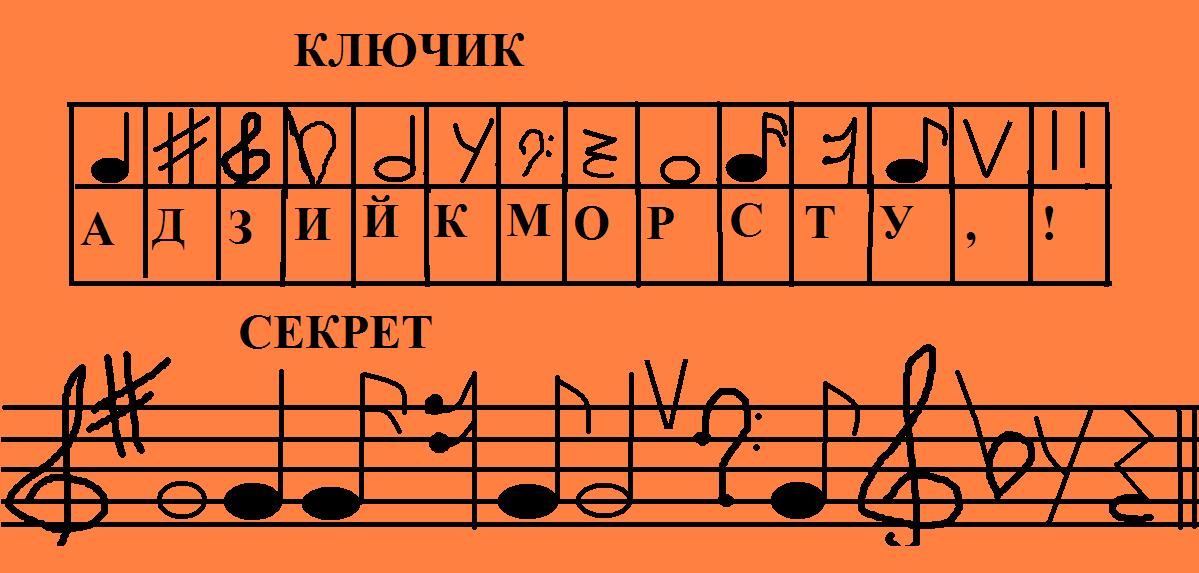 КЛЮЧИК
А Д З И Й К М О Р С Т У , !
СЕКРЕТ